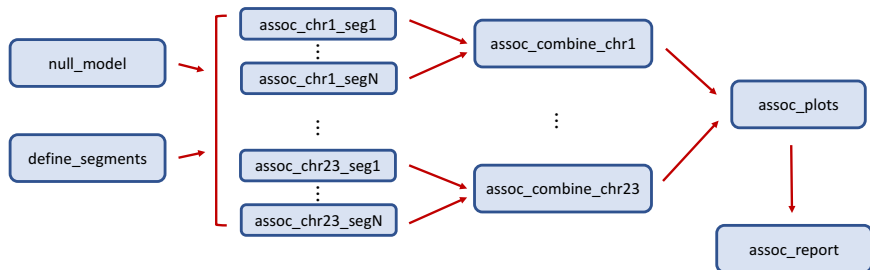 null_model
define_segments
assoc_chr1_seg1
assoc_chr1_segN
assoc_chr23_seg1
assoc_chr23_segN
assoc_combine_chr1
assoc_combine_chr23
assoc_plots
assoc_report